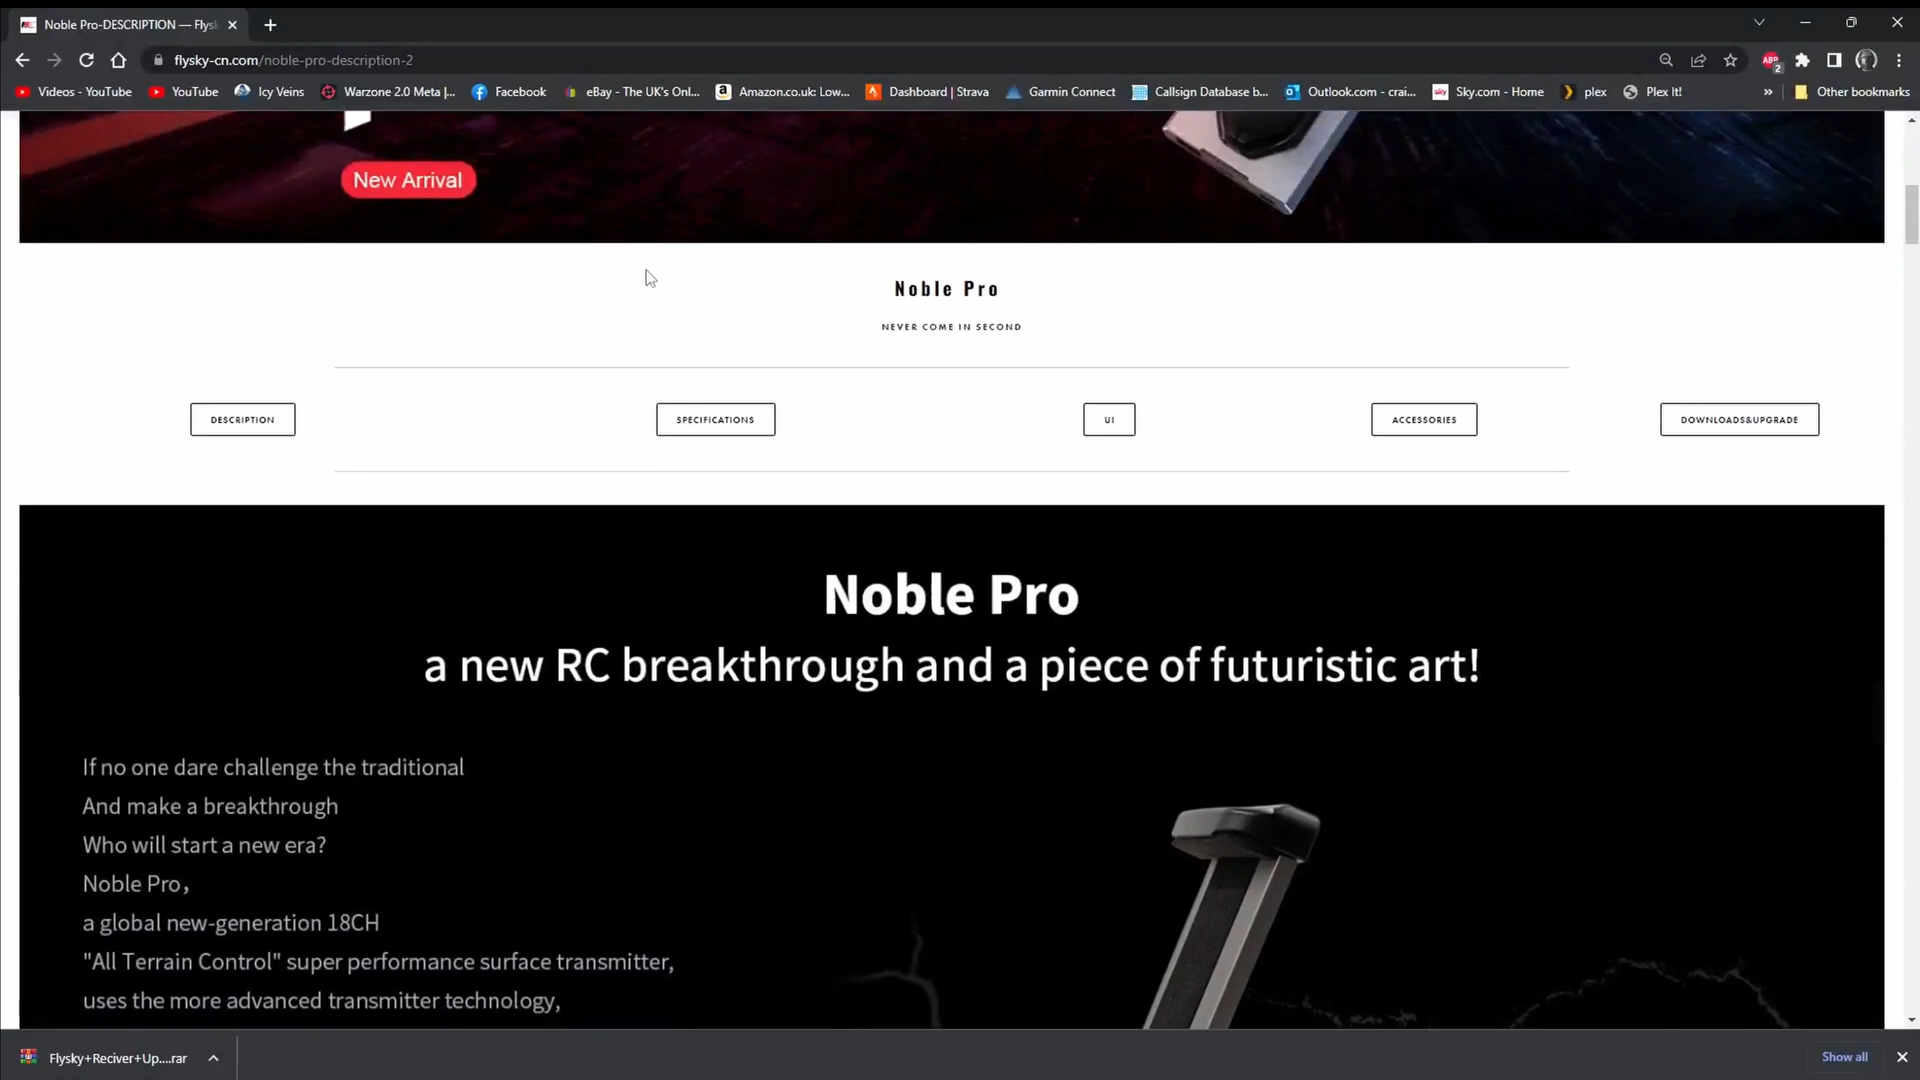 Noble Pro-DESCRIPTION — Flys
flysky-cn.com/noble-pro-description-2
ABP
2
Videos - YouTube
YouTube
Icy Veins
Warzone 2.0 Meta |...
Facebook
eBay - The UK's Onl...
Amazon.co.uk: Low...
Dashboard | Strava
Garmin Connect
Callsign Database b...
Outlook.com - crai...
sky
Sky.com - Home
plex
Plex It!
»
Other bookmarks
New Arrival
Noble Pro
NEVER COME IN SECOND
DESCRIPTION
SPECIFICATIONS
UI
ACCESSORIES
DOWNLOADS&UPGRADE
Noble Pro
a new RC breakthrough and a piece of futuristic art!
If no one dare challenge the traditional
And make a breakthrough
Who will start a new era?
Noble Pro，
a global new-generation 18CH
"All Terrain Control" super performance surface transmitter,
uses the more advanced transmitter technology,
Flysky+Reciver+Up....rar
Show all